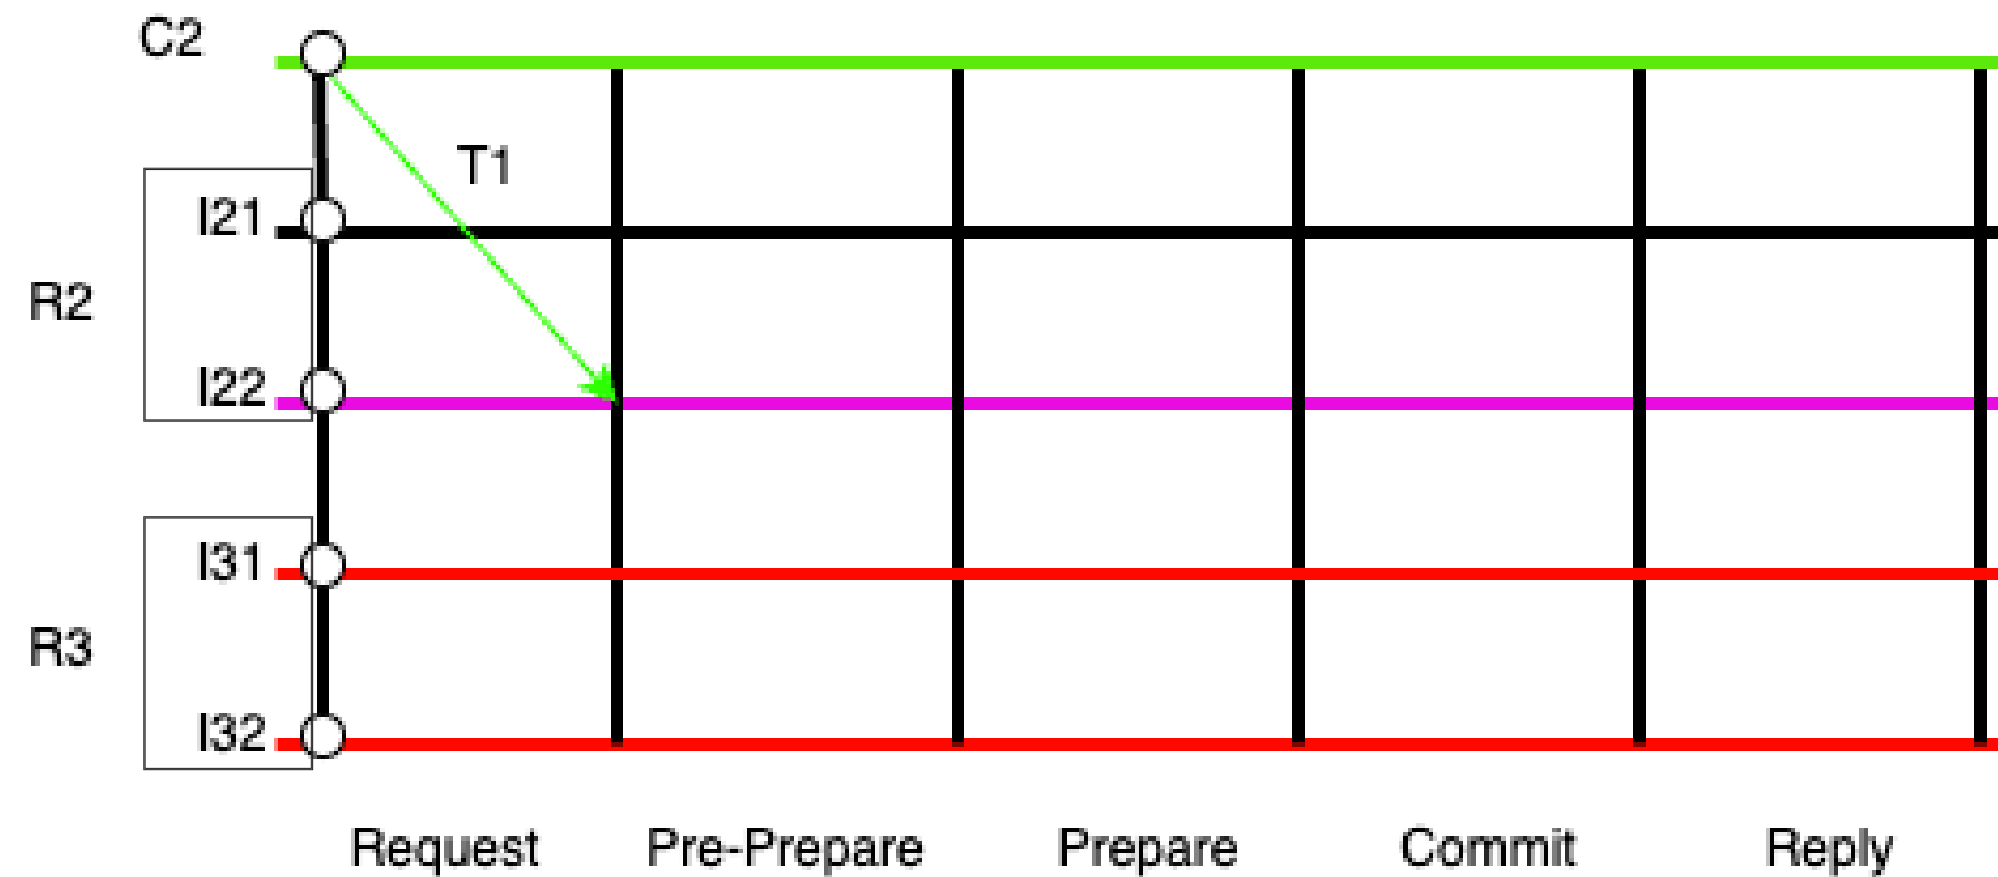 C2
T1
I21
R2
I22
I31
R3
I32
Request Pre-Prepare Prepare Commit Reply